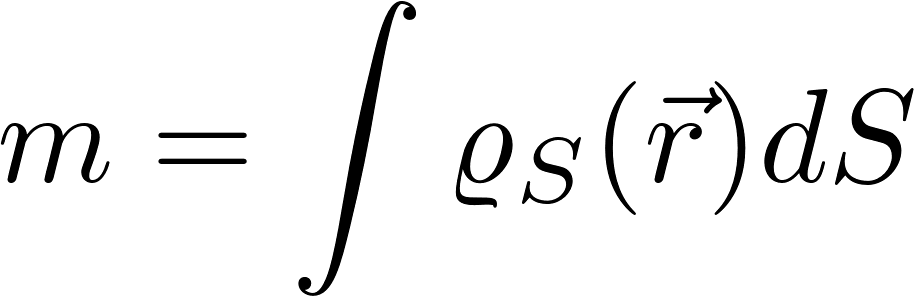 m = ∫ ϱ_S(r⃗)dS